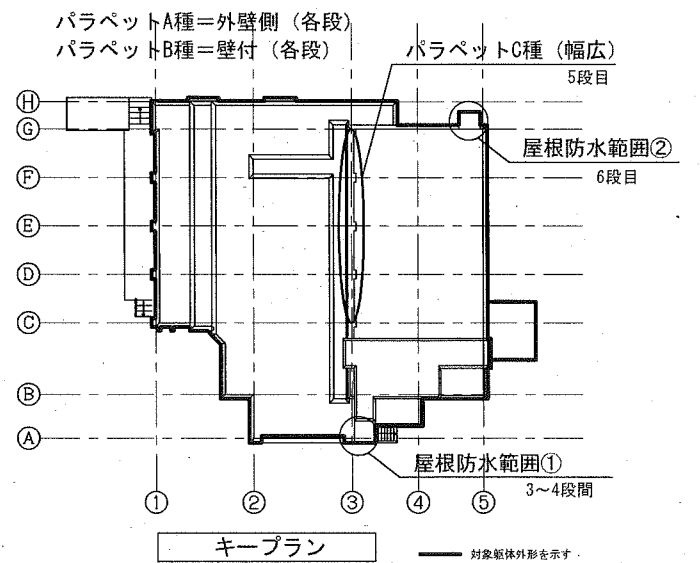 パラペットA種＝外壁側（各段）
パラペットB種＝壁付（各段）
パラペットC種（幅広）
5段目
H
G
屋根防水範囲②
6段目
F
E
D
C
B
A
屋根防水範囲①
3～4段間
① ② ③ ④ ⑤
キープラン
対象躯体外形を示す